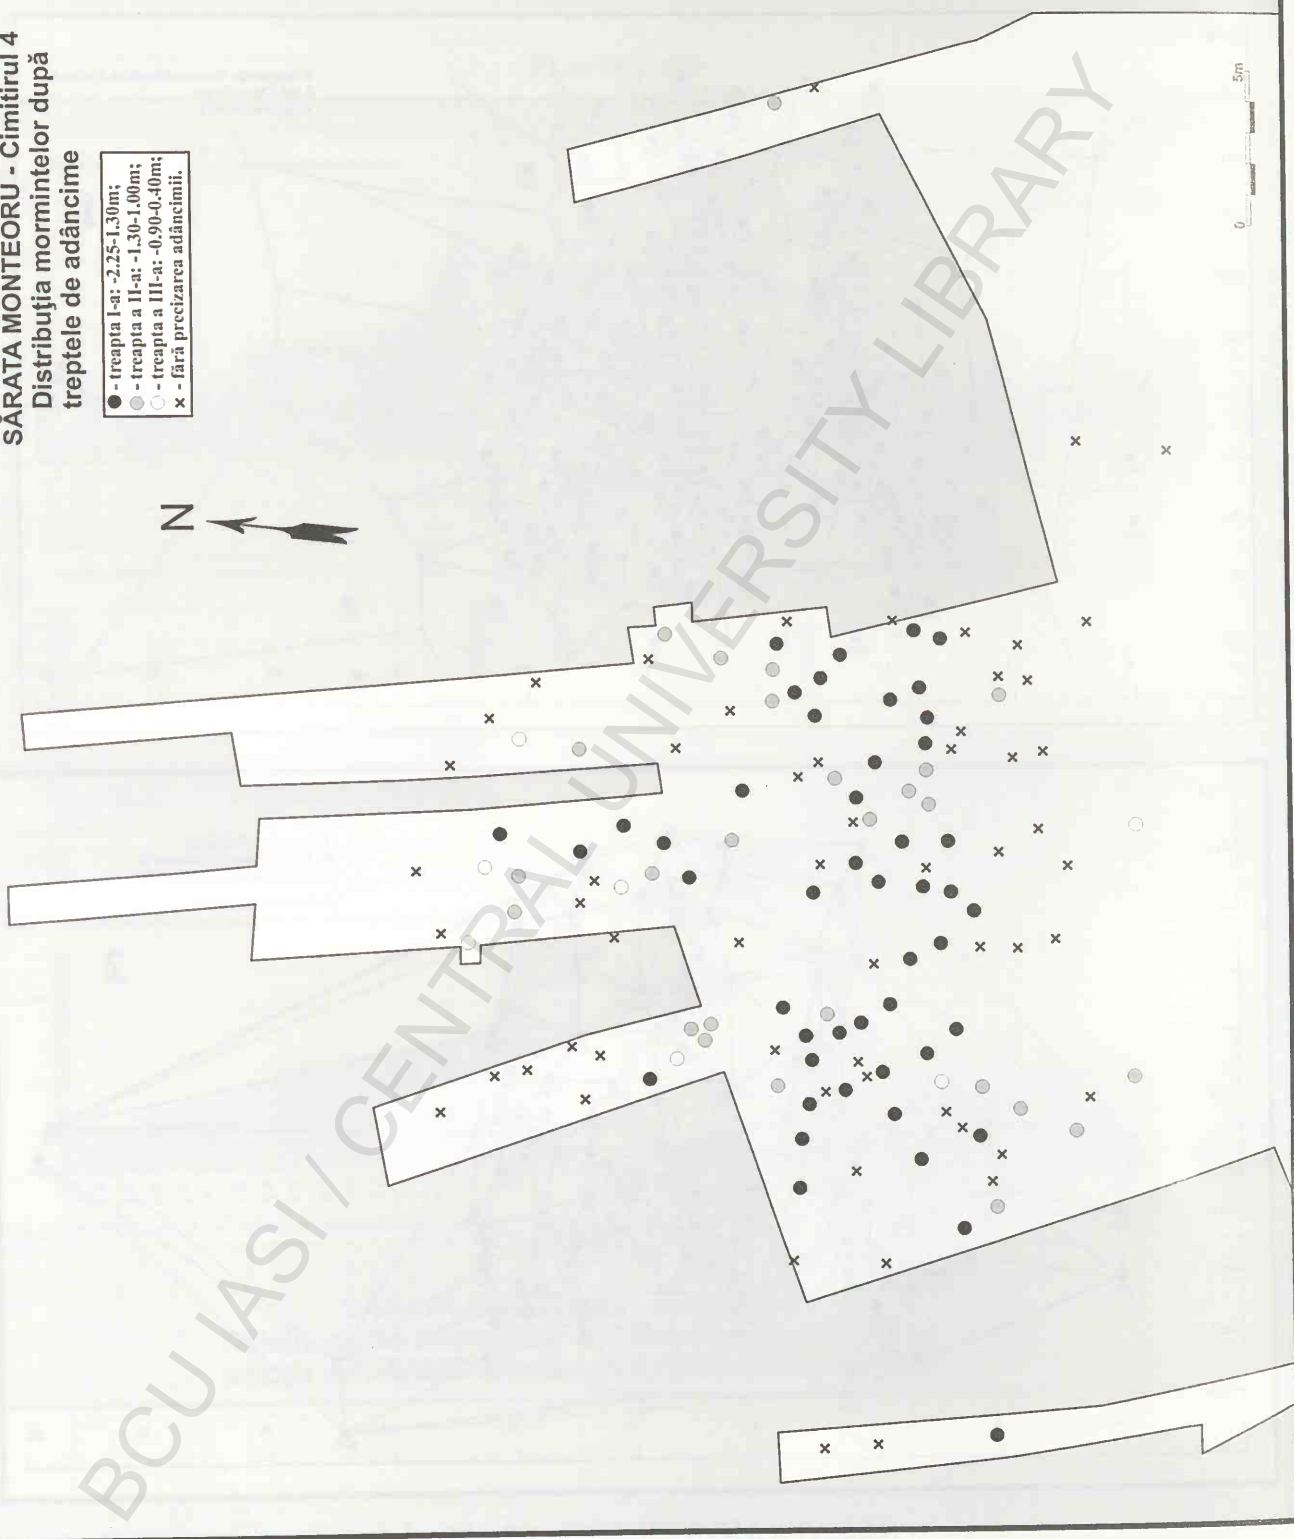 SĂRATA MONTEORU - Cimitirul 4
Distribuţia mormintelor după
treptele de adâncime
- treapta I-a: -2.25-1.30m;
- treapta a II-a: -1.30-1.00m;
- treapta a III-a: -0.90-0.40m;
x - fără precizarea adâncimii.
N
0 5m
BCU IASI / CENTRAL UNIVERSITY LIBRARY